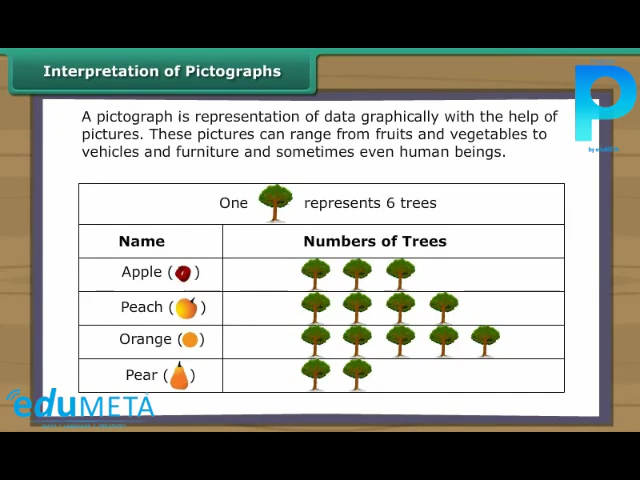 Interpretation of Pictographs
A pictograph is representation of data graphically with the help of
pictures. These pictures can range from fruits and vegetables to
vehicles and furniture and sometimes even human beings.
One represents 6 trees
Name Numbers of Trees
Apple ( )
Peach ( )
Orange ( )
Pear ( )
eduMETA